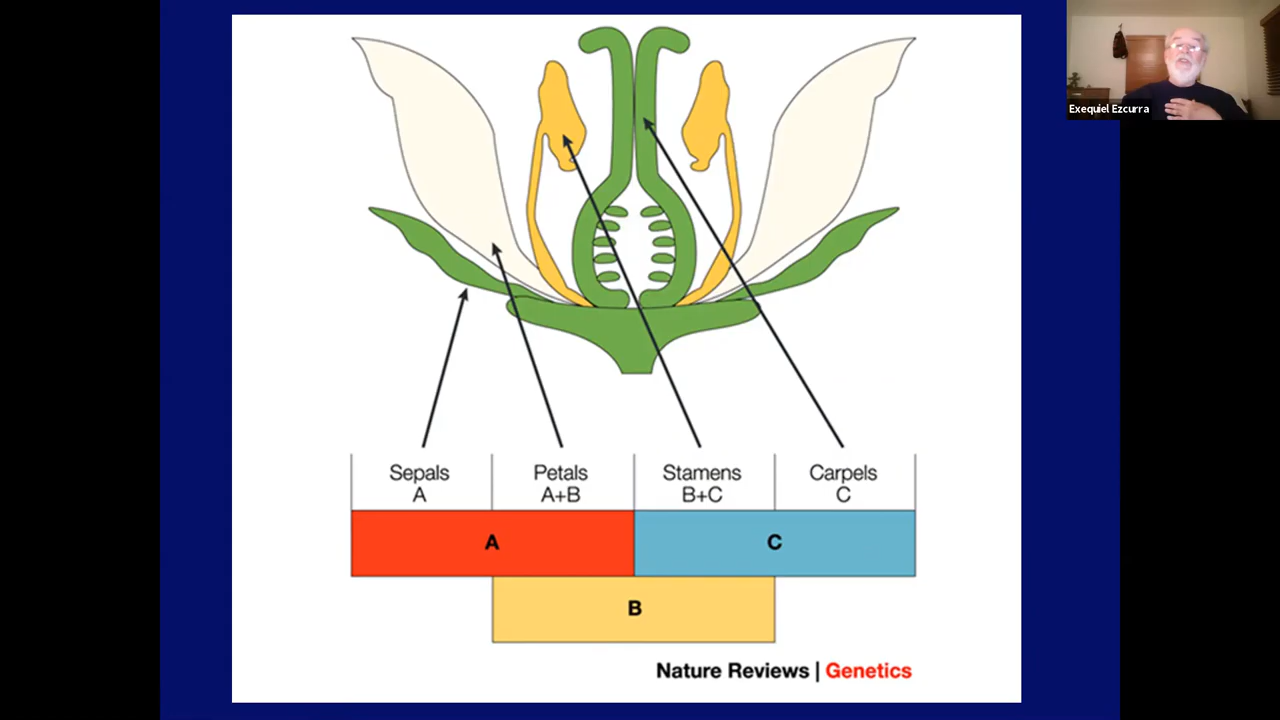 Exequiel Ezcurra
Sepals Petals Stamens Carpels
A A+B B+C C
A C
B
Nature Reviews | Genetics